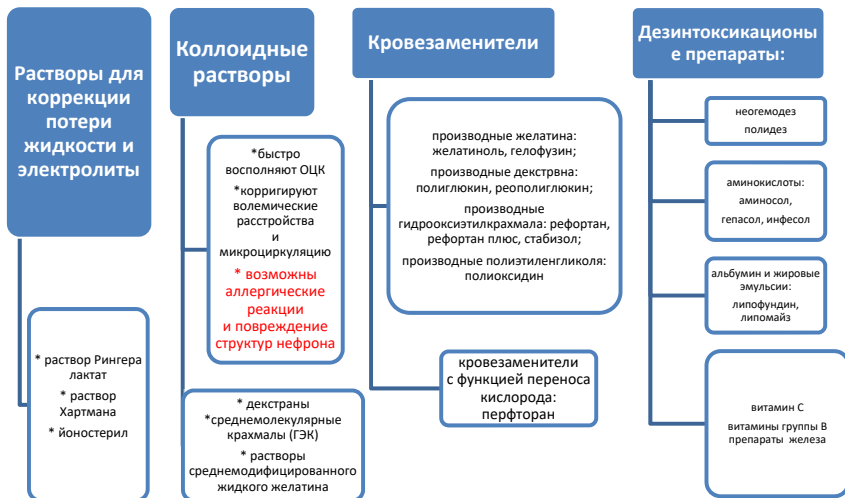 Растворы для
коррекции
потери
жидкости и
электролиты
* раствор Рингера
лактат
* раствор
Хартмана
* йоностерил
Коллоидные
растворы
*быстро
восполняют ОЦК
*корригируют
волемические
расстройства
и
микроциркуляцию
* возможны
аллергические
реакции
и повреждение
структур нефрона
* декстраны
*среднемолекулярные
крахмалы (ГЭК)
* растворы
среднемодифицированного
жидкого желатина
Кровезаменители
производные желатина:
желатиноль, гелофузин;
производные декстрвна:
полиглюкин, реополиглюкин;
производные
гидрооксиэтилкрахмала: рефортан,
рефортан плюс, стабизол;
производные полиэтиленгликоля:
полиоксидин
кровезаменители
с функцией переноса
кислорода:
перфторан
Дезинтоксикационы
е препараты:
неогемодез
полидез
аминокислоты:
аминосол,
гепасол, инфесол
альбумин и жировые
эмульсии:
липофундин,
липомайз
витамин С
витамины группы В
препараты железа